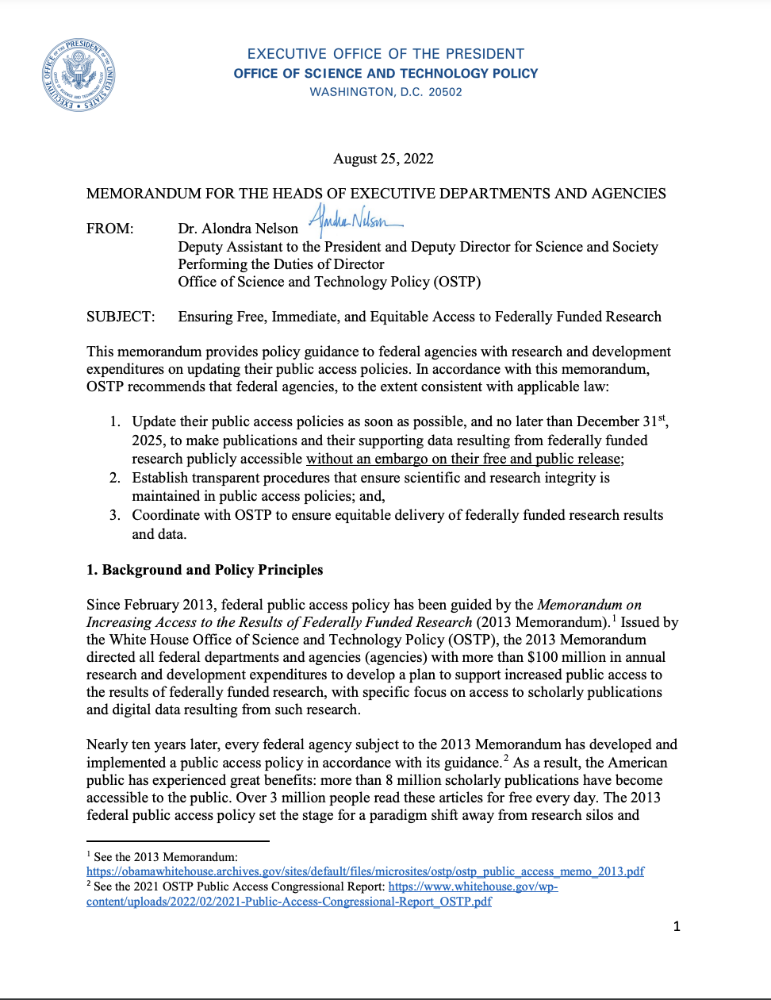 EXECUTIVE OFFICE OF THE PRESIDENT
OFFICE OF SCIENCE AND TECHNOLOGY POLICY
WASHINGTON, D.C. 20502
EXECUTIVE OFFICE OF THE PRESIDENT OF THE UNITED STATES
OFFICE OF SCIENCE AND TECHNOLOGY POLICY
August 25, 2022
MEMORANDUM FOR THE HEADS OF EXECUTIVE DEPARTMENTS AND AGENCIES
Alondra Nelson
FROM: Dr. Alondra Nelson
Deputy Assistant to the President and Deputy Director for Science and Society
Performing the Duties of Director
Office of Science and Technology Policy (OSTP)
SUBJECT: Ensuring Free, Immediate, and Equitable Access to Federally Funded Research
This memorandum provides policy guidance to federal agencies with research and development
expenditures on updating their public access policies. In accordance with this memorandum,
OSTP recommends that federal agencies, to the extent consistent with applicable law:
1. Update their public access policies as soon as possible, and no later than December 31st,
2025, to make publications and their supporting data resulting from federally funded
research publicly accessible without an embargo on their free and public release;
2. Establish transparent procedures that ensure scientific and research integrity is
maintained in public access policies; and,
3. Coordinate with OSTP to ensure equitable delivery of federally funded research results
and data.
1. Background and Policy Principles
Since February 2013, federal public access policy has been guided by the Memorandum on
Increasing Access to the Results of Federally Funded Research (2013 Memorandum).1 Issued by
the White House Office of Science and Technology Policy (OSTP), the 2013 Memorandum
directed all federal departments and agencies (agencies) with more than $100 million in annual
research and development expenditures to develop a plan to support increased public access to
the results of federally funded research, with specific focus on access to scholarly publications
and digital data resulting from such research.
Nearly ten years later, every federal agency subject to the 2013 Memorandum has developed and
implemented a public access policy in accordance with its guidance.2 As a result, the American
public has experienced great benefits: more than 8 million scholarly publications have become
accessible to the public. Over 3 million people read these articles for free every day. The 2013
federal public access policy set the stage for a paradigm shift away from research silos and
1 See the 2013 Memorandum:
https://obamawhitehouse.archives.gov/sites/default/files/microsites/ostp/ostp_public_access_memo_2013.pdf
2 See the 2021 OSTP Public Access Congressional Report: https://www.whitehouse.gov/wp-
content/uploads/2022/02/2021-Public-Access-Congressional-Report_OSTP.pdf
1